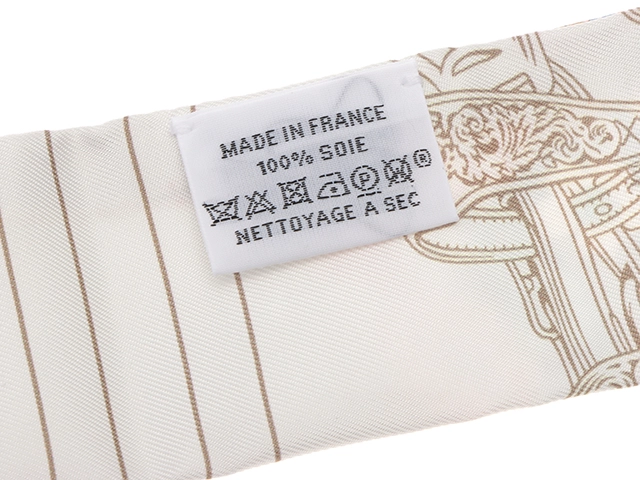 MADE IN FRANCE
100% SOIE
P ®
NETTOYAGE A SEC